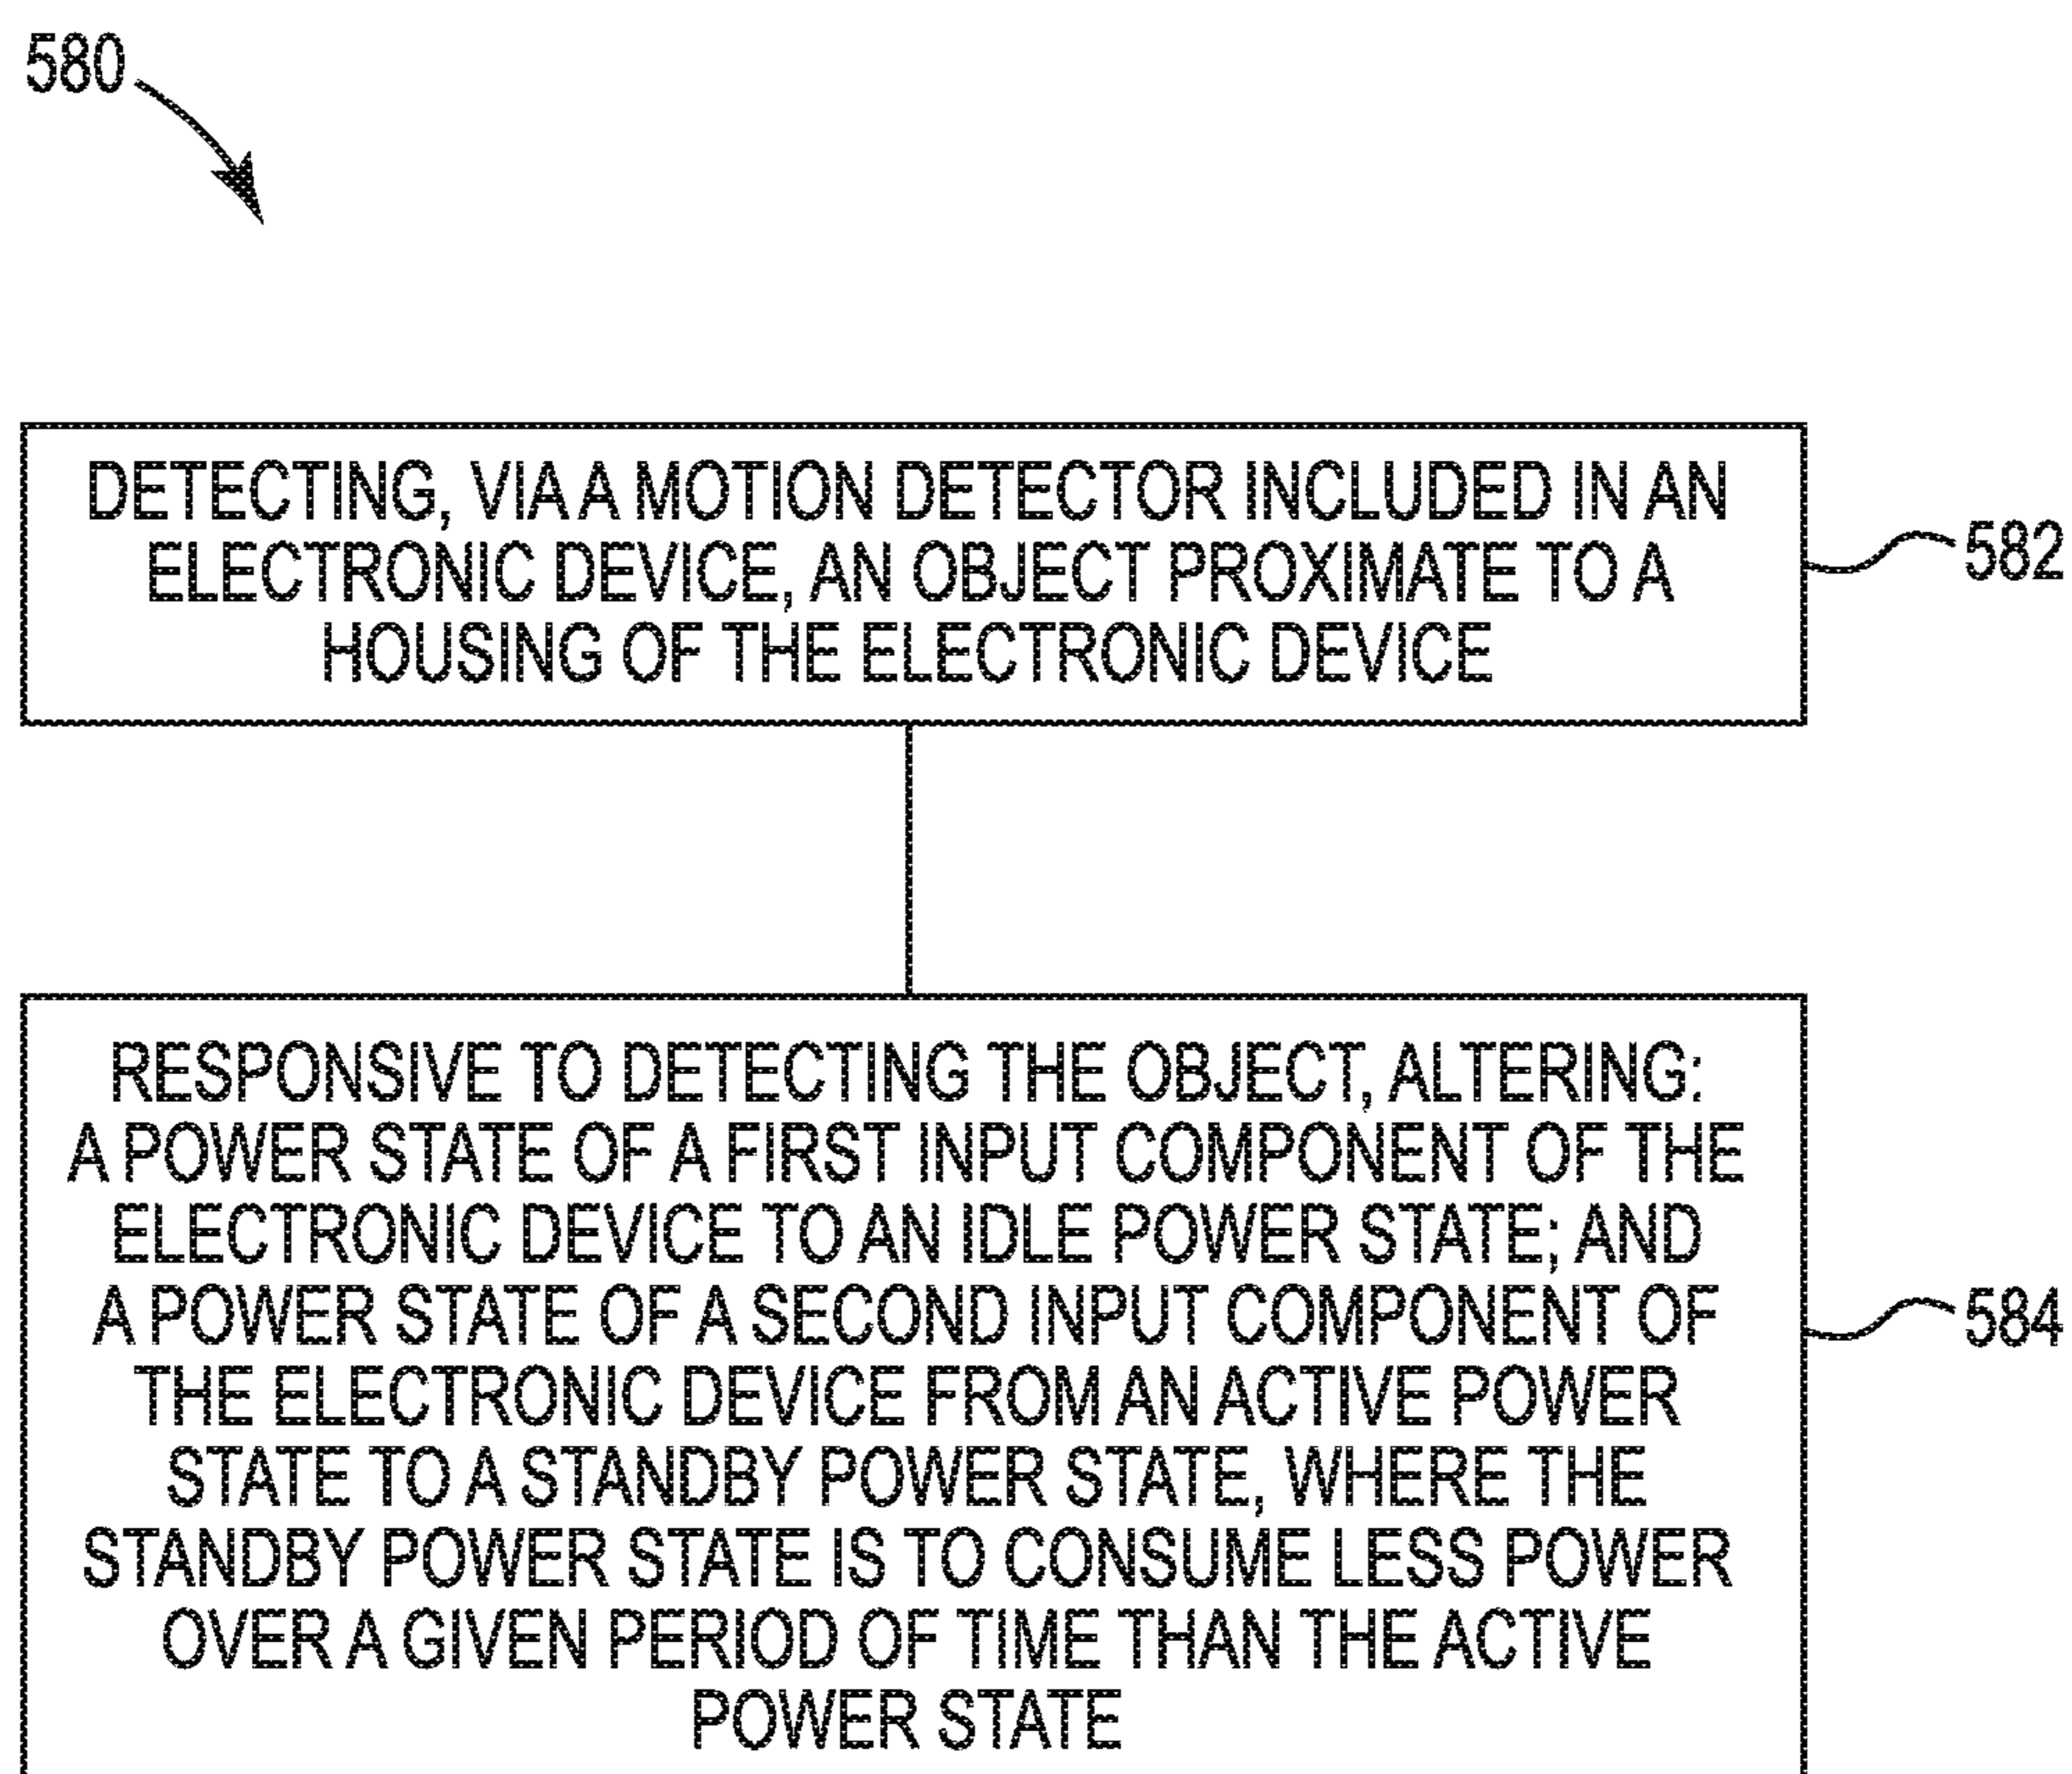 580
DETECTING, VIA A MOTION DETECTOR INCLUDED IN AN
ELECTRONIC DEVICE, AN OBJECT PROXIMATE TO A
HOUSING OF THE ELECTRONIC DEVICE
582
RESPONSIVE TO DETECTING THE OBJECT, ALTERING:
A POWER STATE OF A FIRST INPUT COMPONENT OF THE
ELECTRONIC DEVICE TO AN IDLE POWER STATE; AND
A POWER STATE OF A SECOND INPUT COMPONENT OF
THE ELECTRONIC DEVICE FROM AN ACTIVE POWER
STATE TO A STANDBY POWER STATE, WHERE THE
STANDBY POWER STATE IS TO CONSUME LESS POWER
OVER A GIVEN PERIOD OF TIME THAN THE ACTIVE
POWER STATE
584